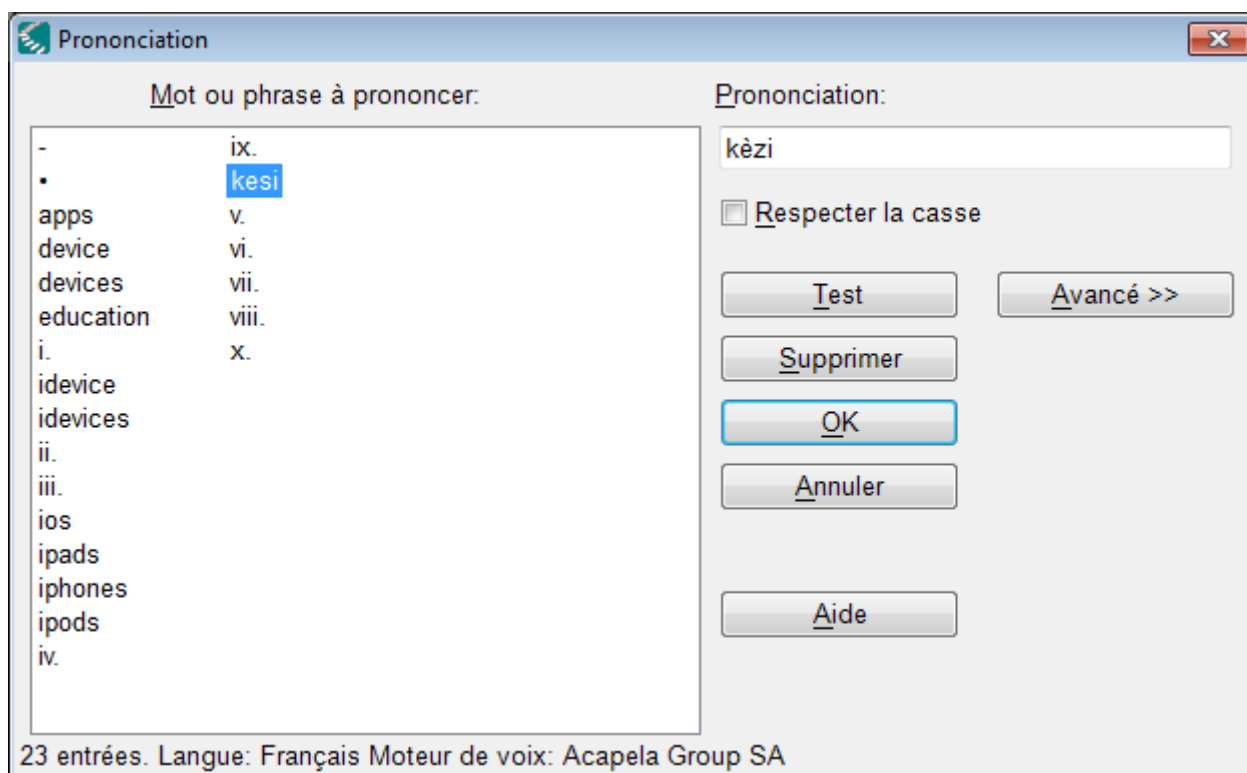 Prononciation
Mot ou phrase à prononcer:
-
•
apps
device
devices
education
i.
idevice
idevices
ii.
iii.
ios
ipads
iphones
ipods
iv.
ix.
kesi
v.
vi.
vii.
viii.
x.
Prononciation:
kèzi
Respecter la casse
Test
Avancé >>
Supprimer
OK
Annuler
Aide
23 entrées. Langue: Français Moteur de voix: Acapela Group SA